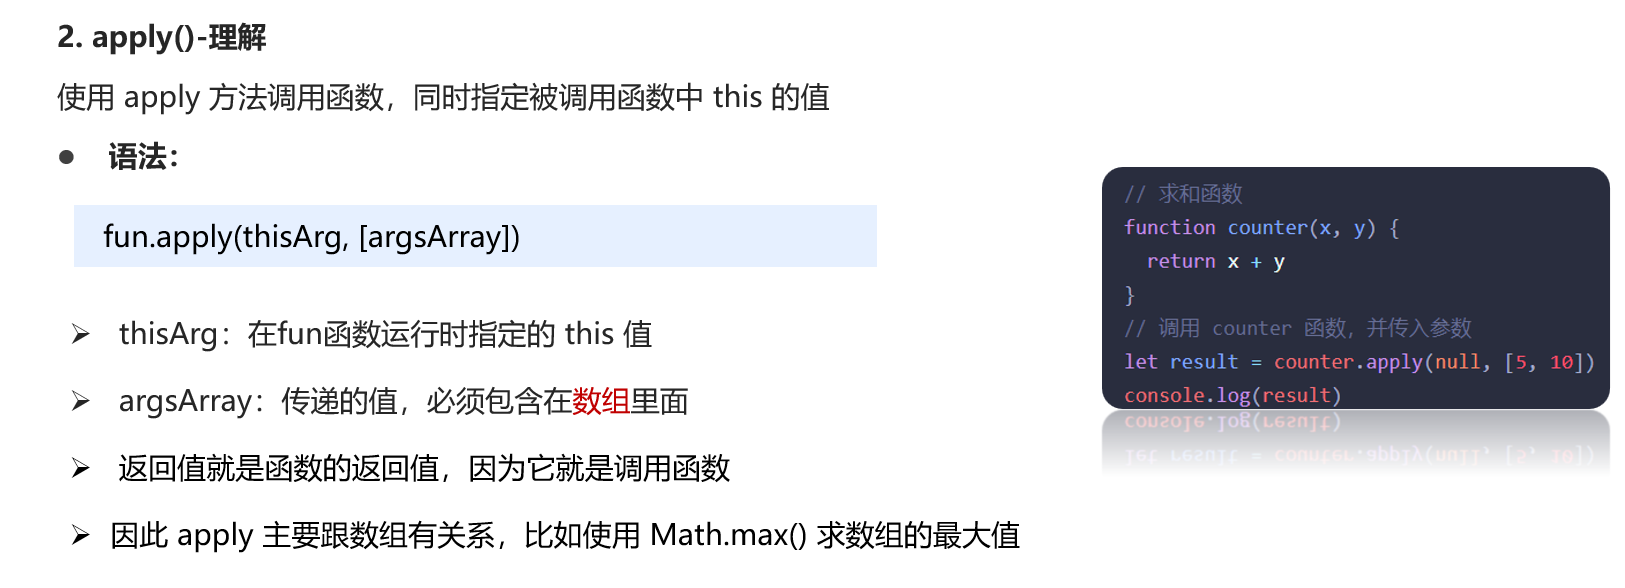 2. apply()-理解
使用 apply 方法调用函数，同时指定被调用函数中 this 的值
● 语法：
fun.apply(thisArg, [argsArray])
➢ thisArg：在fun函数运行时指定的 this 值
➢ argsArray：传递的值，必须包含在数组里面
➢ 返回值就是函数的返回值，因为它就是调用函数
➢ 因此 apply 主要跟数组有关系，比如使用 Math.max() 求数组的最大值
// 求和函数
function counter(x, y) {
  return x + y
}
// 调用 counter 函数，并传入参数
let result = counter.apply(null, [5, 10])
console.log(result)